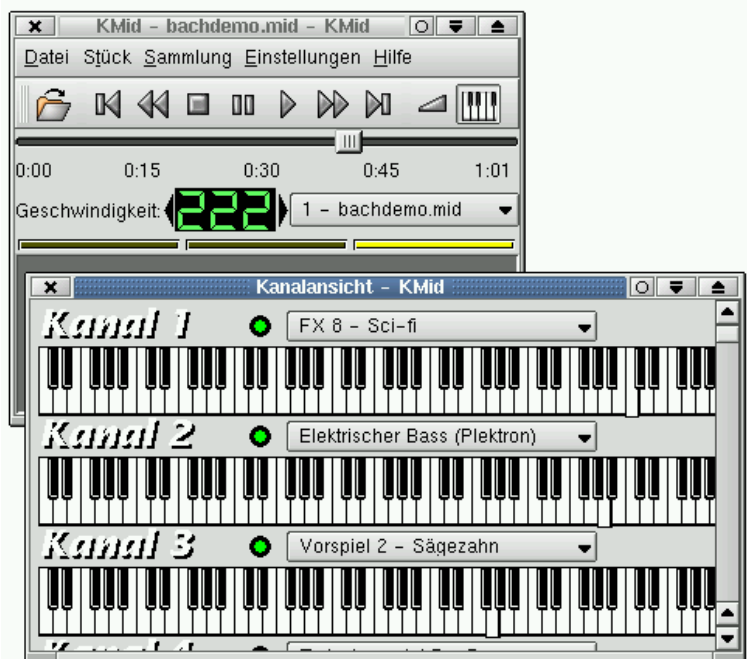 KMid - bachdemo.mid - KMid
Datei Stück Sammlung Einstellungen Hilfe
0:00 0:15 0:30 0:45 1:01
Geschwindigkeit: 222 1 - bachdemo.mid
Kanalansicht - KMid
Kanal 1 FX 8 - Sci-fi
Kanal 2 Elektrischer Bass (Plektron)
Kanal 3 Vorspiel 2 - Sägezahn
Kanal 4